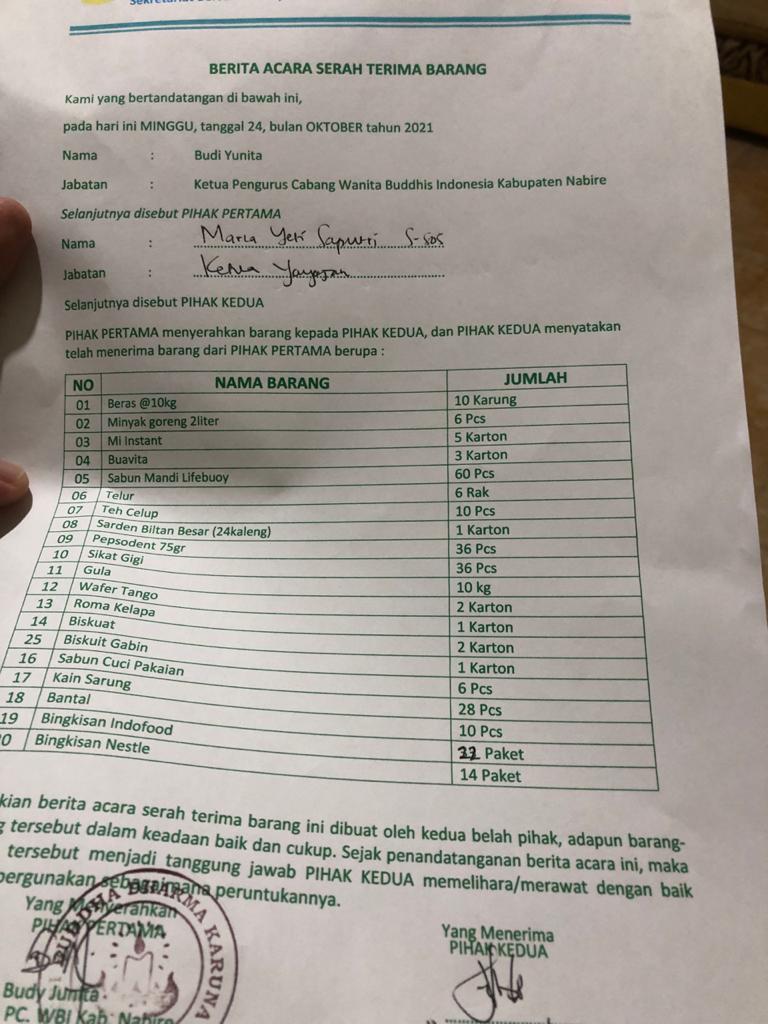 BERITA ACARA SERAH TERIMA BARANG
Kami yang bertandatangan di bawah ini,
pada hari ini MINGGU, tanggal 24, bulan OKTOBER tahun 2021
Nama : Budi Yunita
Jabatan : Ketua Pengurus Cabang Wanita Buddhis Indonesia Kabupaten Nabire
Selanjutnya disebut PIHAK PERTAMA
Nama : Maria Yeti Saputri S-sos
Jabatan : Ketua Yayasan
Selanjutnya disebut PIHAK KEDUA
PIHAK PERTAMA menyerahkan barang kepada PIHAK KEDUA, dan PIHAK KEDUA menyatakan
telah menerima barang dari PIHAK PERTAMA berupa :
NO NAMA BARANG JUMLAH
01 Beras @10kg 10 Karung
02 Minyak goreng 2liter 6 Pcs
03 Mi Instant 5 Karton
04 Buavita 3 Karton
05 Sabun Mandi Lifebuoy 60 Pcs
06 Telur 6 Rak
07 Teh Celup 10 Pcs
08 Sarden Biltan Besar (24kaleng) 1 Karton
09 Pepsodent 75gr 36 Pcs
10 Sikat Gigi 36 Pcs
11 Gula 10 kg
12 Wafer Tango 2 Karton
13 Roma Kelapa 1 Karton
14 Biskuat 2 Karton
25 Biskuit Gabin 1 Karton
16 Sabun Cuci Pakaian 6 Pcs
17 Kain Sarung 28 Pcs
18 Bantal 10 Pcs
19 Bingkisan Indofood Paket
0 Bingkisan Nestle 14 Paket
kian berita acara serah terima barang ini dibuat oleh kedua belah pihak, adapun barang-
g tersebut dalam keadaan baik dan cukup. Sejak penandatanganan berita acara ini, maka
tersebut menjadi tanggung jawab PIHAK KEDUA memelihara/merawat dengan baik
pergunakan sebagaimana peruntukannya.
Yang Menyerahkan
PIHAK PERTAMA
BUDDHA DHARMA KARUNA
Budy Junita
PC. WBI Kab. Nabire
Yang Menerima
PIHAK KEDUA